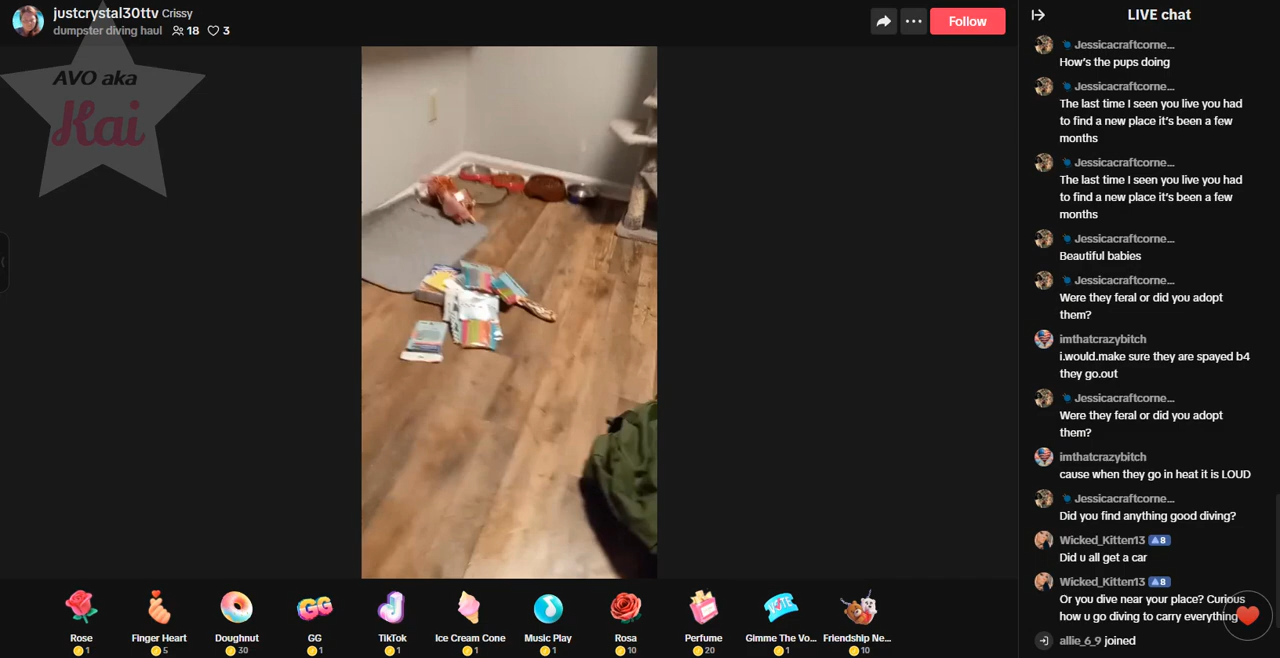 justcrystal30ttv Crissy
dumpster diving haul 18 3
Follow
AVO aka
Kai
LIVE chat
Jessicacraftcorne...
How's the pups doing
Jessicacraftcorne...
The last time I seen you live you had
to find a new place it's been a few
months
Jessicacraftcorne...
The last time I seen you live you had
to find a new place it's been a few
months
Jessicacraftcorne...
Beautiful babies
Jessicacraftcorne...
Were they feral or did you adopt
them?
imthatcrazybitch
i.would.make sure they are spayed b4
they go.out
Jessicacraftcorne...
Were they feral or did you adopt
them?
imthatcrazybitch
cause when they go in heat it is LOUD
Jessicacraftcorne...
Did you find anything good diving?
Wicked_Kitten13 8
Did u all get a car
Wicked_Kitten13 8
Or you dive near your place? Curious
how u go diving to carry everything
allie_6_9 joined
GG
VOTE
Rose Finger Heart Doughnut GG TikTok Ice Cream Cone Music Play Rosa Perfume Gimme The Vo... Friendship Ne...
1 5 30 1 1 1 1 10 20 1 10